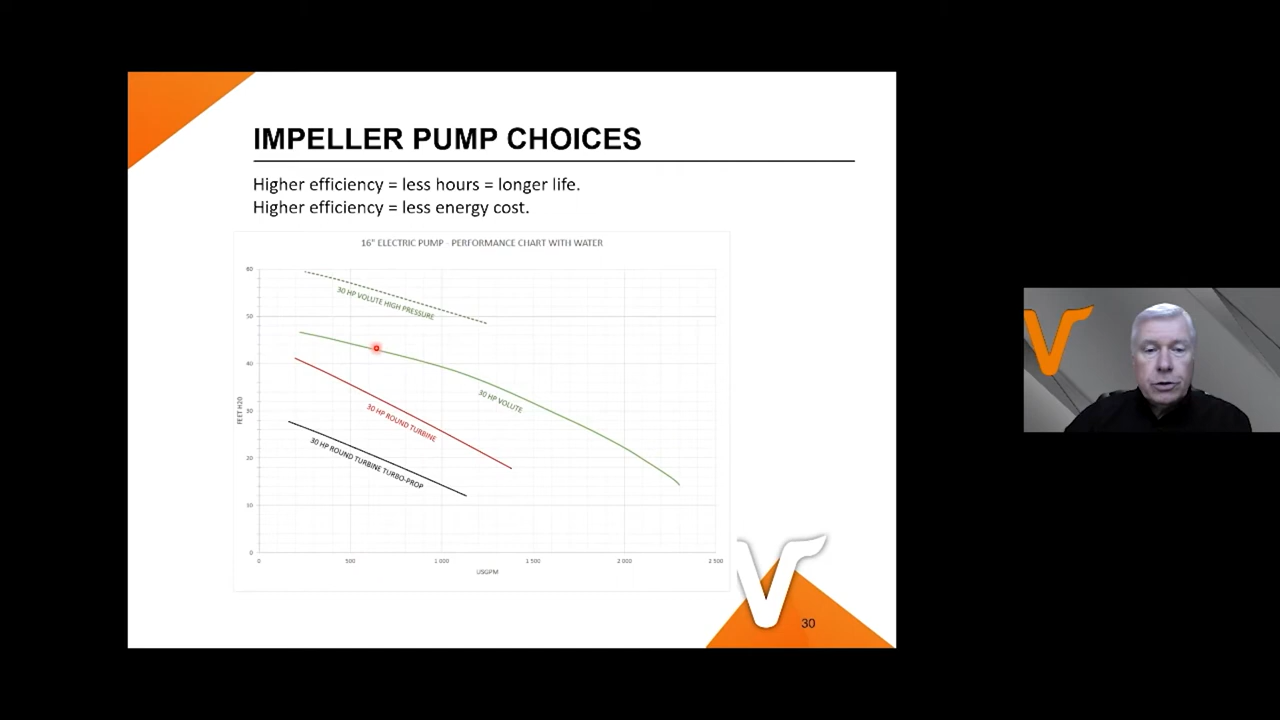 IMPELLER PUMP CHOICES
Higher efficiency = less hours = longer life.
Higher efficiency = less energy cost.
16" ELECTRIC PUMP - PERFORMANCE CHART WITH WATER
60
50
40
30
20
10
0
FEET H2O
30 HP VOLUTE HIGH PRESSURE
30 HP VOLUTE
30 HP ROUND TURBINE
30 HP ROUND TURBINE TURBO-PROP
0 500 1 000 1 500 2 000 2 500
USGPM
30